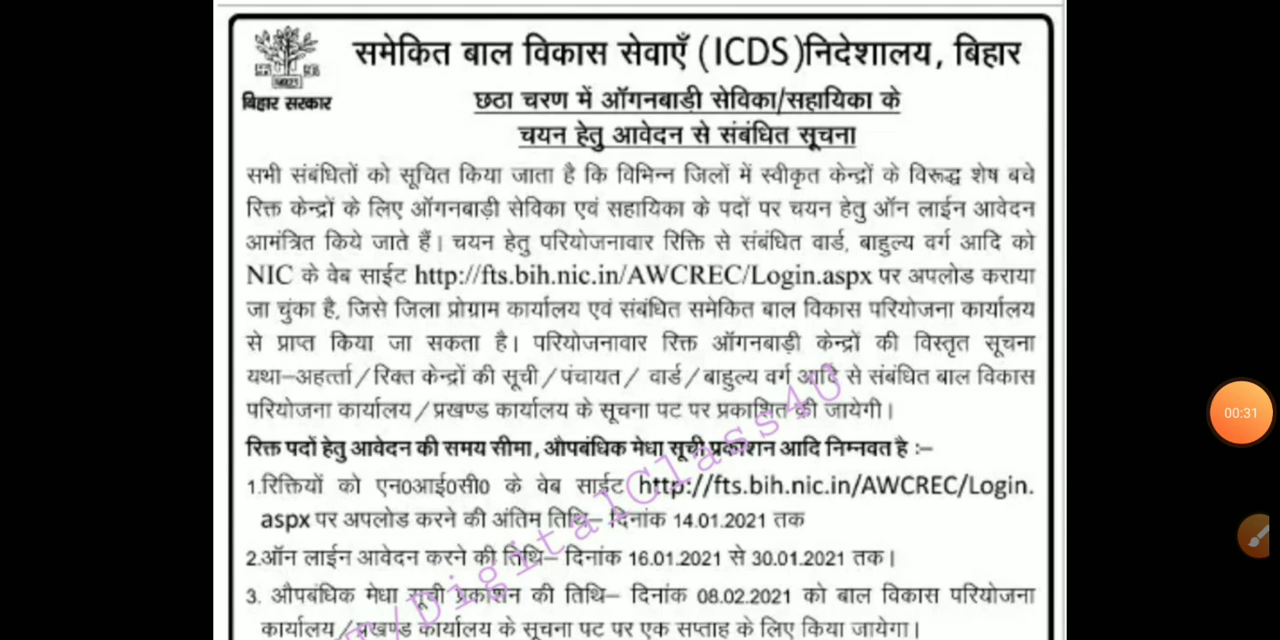 समेकित बाल विकास सेवाएँ (ICDS)निदेशालय, बिहार
बिहार सरकार
छठा चरण में ऑगनबाड़ी सेविका/सहायिका के
चयन हेतु आवेदन से संबंधित सूचना
सभी संबंधितों को सूचित किया जाता है कि विभिन्न जिलों में स्वीकृत केन्द्रों के विरूद्ध शेष बचे
रिक्त केन्द्रों के लिए ऑगनबाड़ी सेविका एवं सहायिका के पदों पर चयन हेतु ऑन लाईन आवेदन
आमंत्रित किये जाते हैं। चयन हेतु परियोजनावार रिक्ति से संबंधित वार्ड, बाहुल्य वर्ग आदि को
NIC के वेब साईट http://fts.bih.nic.in/AWCREC/Login.aspx पर अपलोड कराया
जा चुंका है, जिसे जिला प्रोग्राम कार्यालय एवं संबंधित समेकित बाल विकास परियोजना कार्यालय
से प्राप्त किया जा सकता है। परियोजनावार रिक्त ऑगनबाड़ी केन्द्रों की विस्तृत सूचना
यथा–अहर्त्ता/रिक्त केन्द्रों की सूची/पंचायत/ वार्ड/बाहुल्य वर्ग आदि से संबंधित बाल विकास
परियोजना कार्यालय/प्रखण्ड कार्यालय के सूचना पट पर प्रकाशित की जायेगी।
रिक्त पदों हेतु आवेदन की समय सीमा, औपबंधिक मेधा सूची प्रकाशन आदि निम्नवत है :–
1.रिक्तियों को एन0आई0सी0 के वेब साईट http://fts.bih.nic.in/AWCREC/Login.
aspx पर अपलोड करने की अंतिम तिथि– दिनांक 14.01.2021 तक
2.ऑन लाईन आवेदन करने की तिथि– दिनांक 16.01.2021 से 30.01.2021 तक।
3. औपबंधिक मेधा सूची प्रकाशन की तिथि– दिनांक 08.02.2021 को बाल विकास परियोजना
कार्यालय/प्रखण्ड कार्यालय के सूचना पट पर एक सप्ताह के लिए किया जायेगा।
/DigitalClass4U
00:31